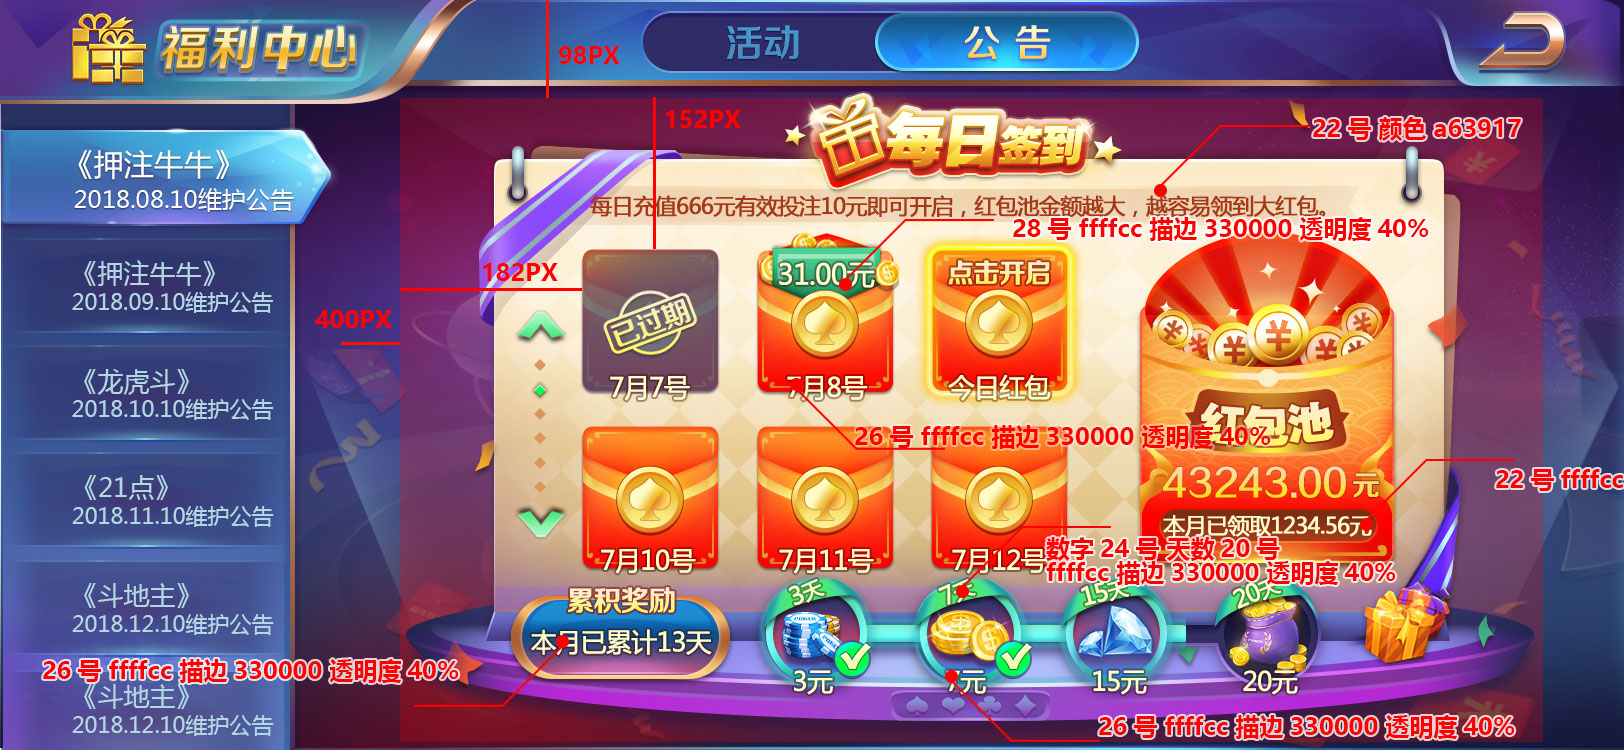 福利中心
活动
公告
98PX
152PX
每日签到
22 号 颜色 a63917
《押注牛牛》
2018.08.10维护公告
每日充值666元有效投注10元即可开启，红包池金额越大，越容易领到大红包。
28 号 ffffcc 描边 330000 透明度 40%
《押注牛牛》
2018.09.10维护公告
182PX
400PX
已过期
7月7号
31.00元
7月8号
点击开启
今日红包
《龙虎斗》
2018.10.10维护公告
26 号 ffffcc 描边 330000 透明度 40%
红包池
43243.00元
本月已领取1234.56元
22 号 ffffcc
《21点》
2018.11.10维护公告
7月10号
7月11号
7月12号
数字 24 号 天数 20 号
ffffcc 描边 330000 透明度 40%
《斗地主》
2018.12.10维护公告
累积奖励
本月已累计13天
3天
7天
15天
20天
POKER
3元
7元
15元
20元
26 号 ffffcc 描边 330000 透明度 40%
《斗地主》
2018.12.10维护公告
26 号 ffffcc 描边 330000 透明度 40%